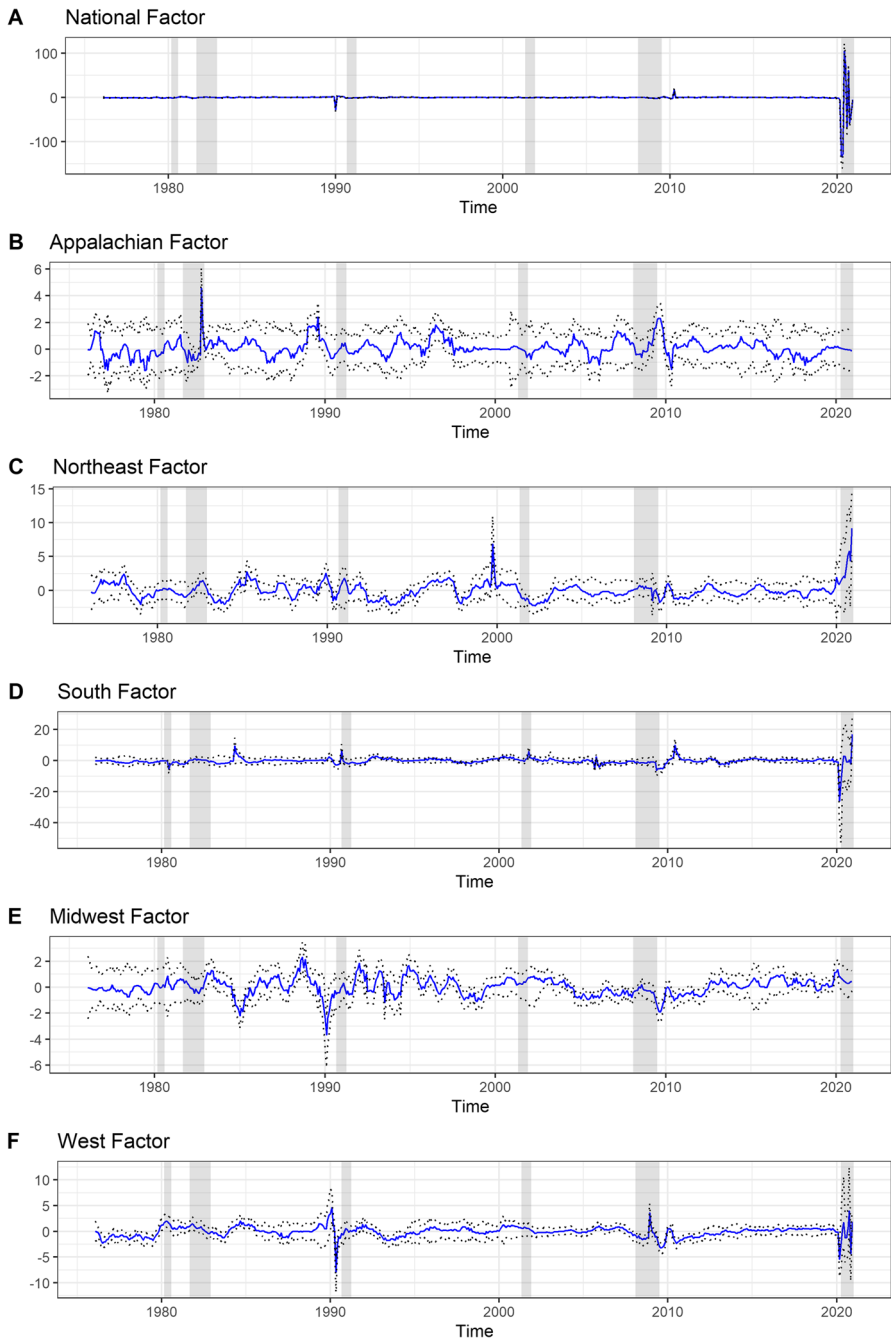 A National Factor
100
0
-100
1980 1990 2000 2010 2020
Time
B Appalachian Factor
6
4
2
0
-2
1980 1990 2000 2010 2020
Time
C Northeast Factor
15
10
5
0
1980 1990 2000 2010 2020
Time
D South Factor
20
0
-20
-40
1980 1990 2000 2010 2020
Time
E Midwest Factor
2
0
-2
-4
-6
1980 1990 2000 2010 2020
Time
F West Factor
10
5
0
-5
-10
1980 1990 2000 2010 2020
Time